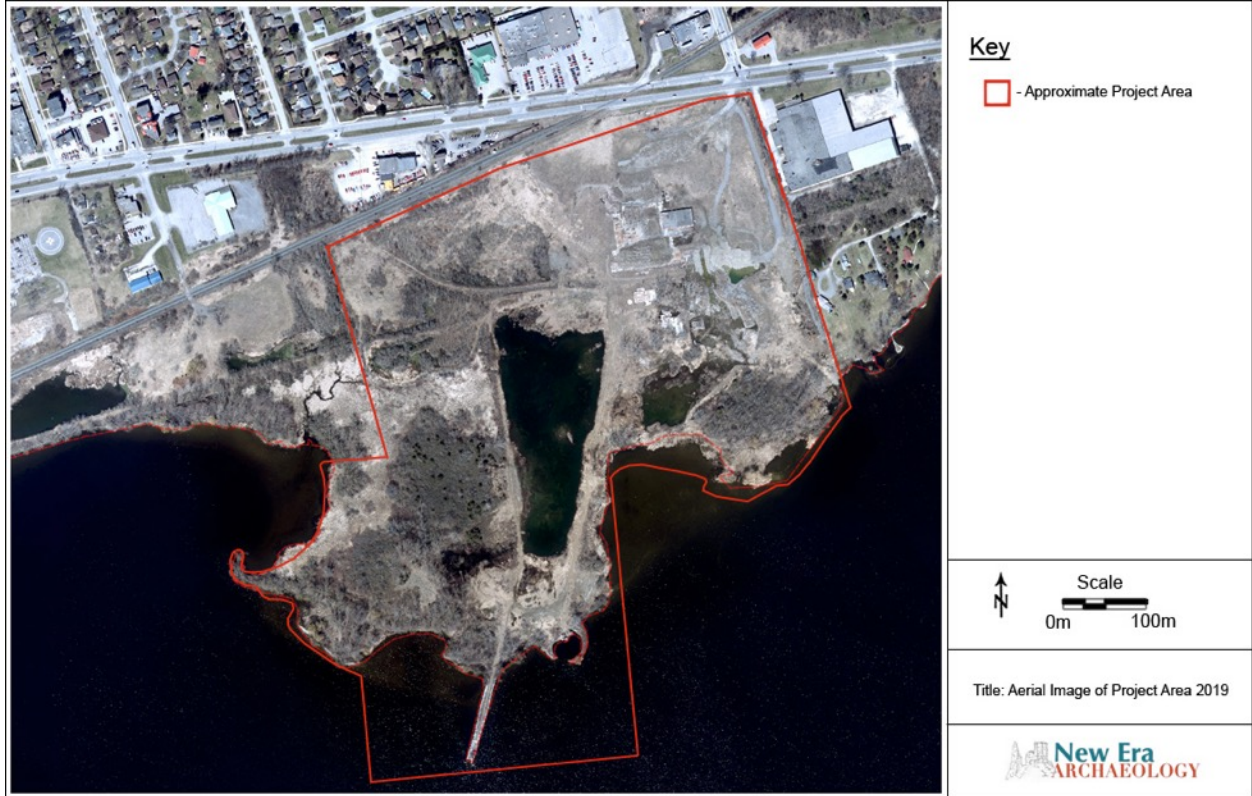 Key
- Approximate Project Area
N
Scale
0m 100m
Title: Aerial Image of Project Area 2019
New Era
ARCHAEOLOGY